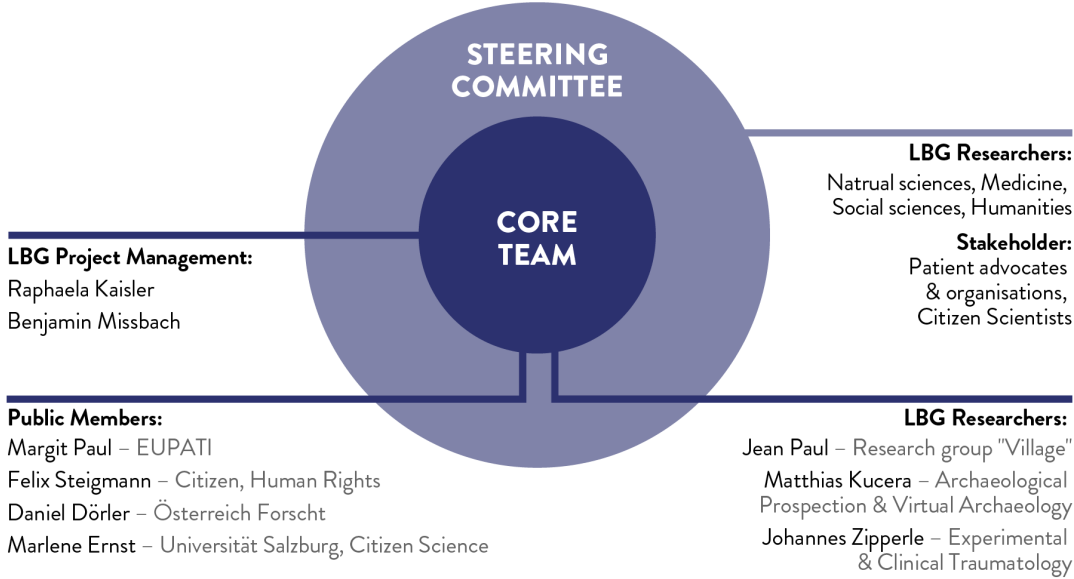 STEERING
COMMITTEE
CORE
TEAM
LBG Researchers:
Natrual sciences, Medicine,
Social sciences, Humanities
Stakeholder:
Patient advocates
& organisations,
Citizen Scientists
LBG Project Management:
Raphaela Kaisler
Benjamin Missbach
Public Members:
Margit Paul – EUPATI
Felix Steigmann – Citizen, Human Rights
Daniel Dörler – Österreich Forscht
Marlene Ernst – Universität Salzburg, Citizen Science
LBG Researchers:
Jean Paul – Research group "Village"
Matthias Kucera – Archaeological
Prospection & Virtual Archaeology
Johannes Zipperle – Experimental
& Clinical Traumatology